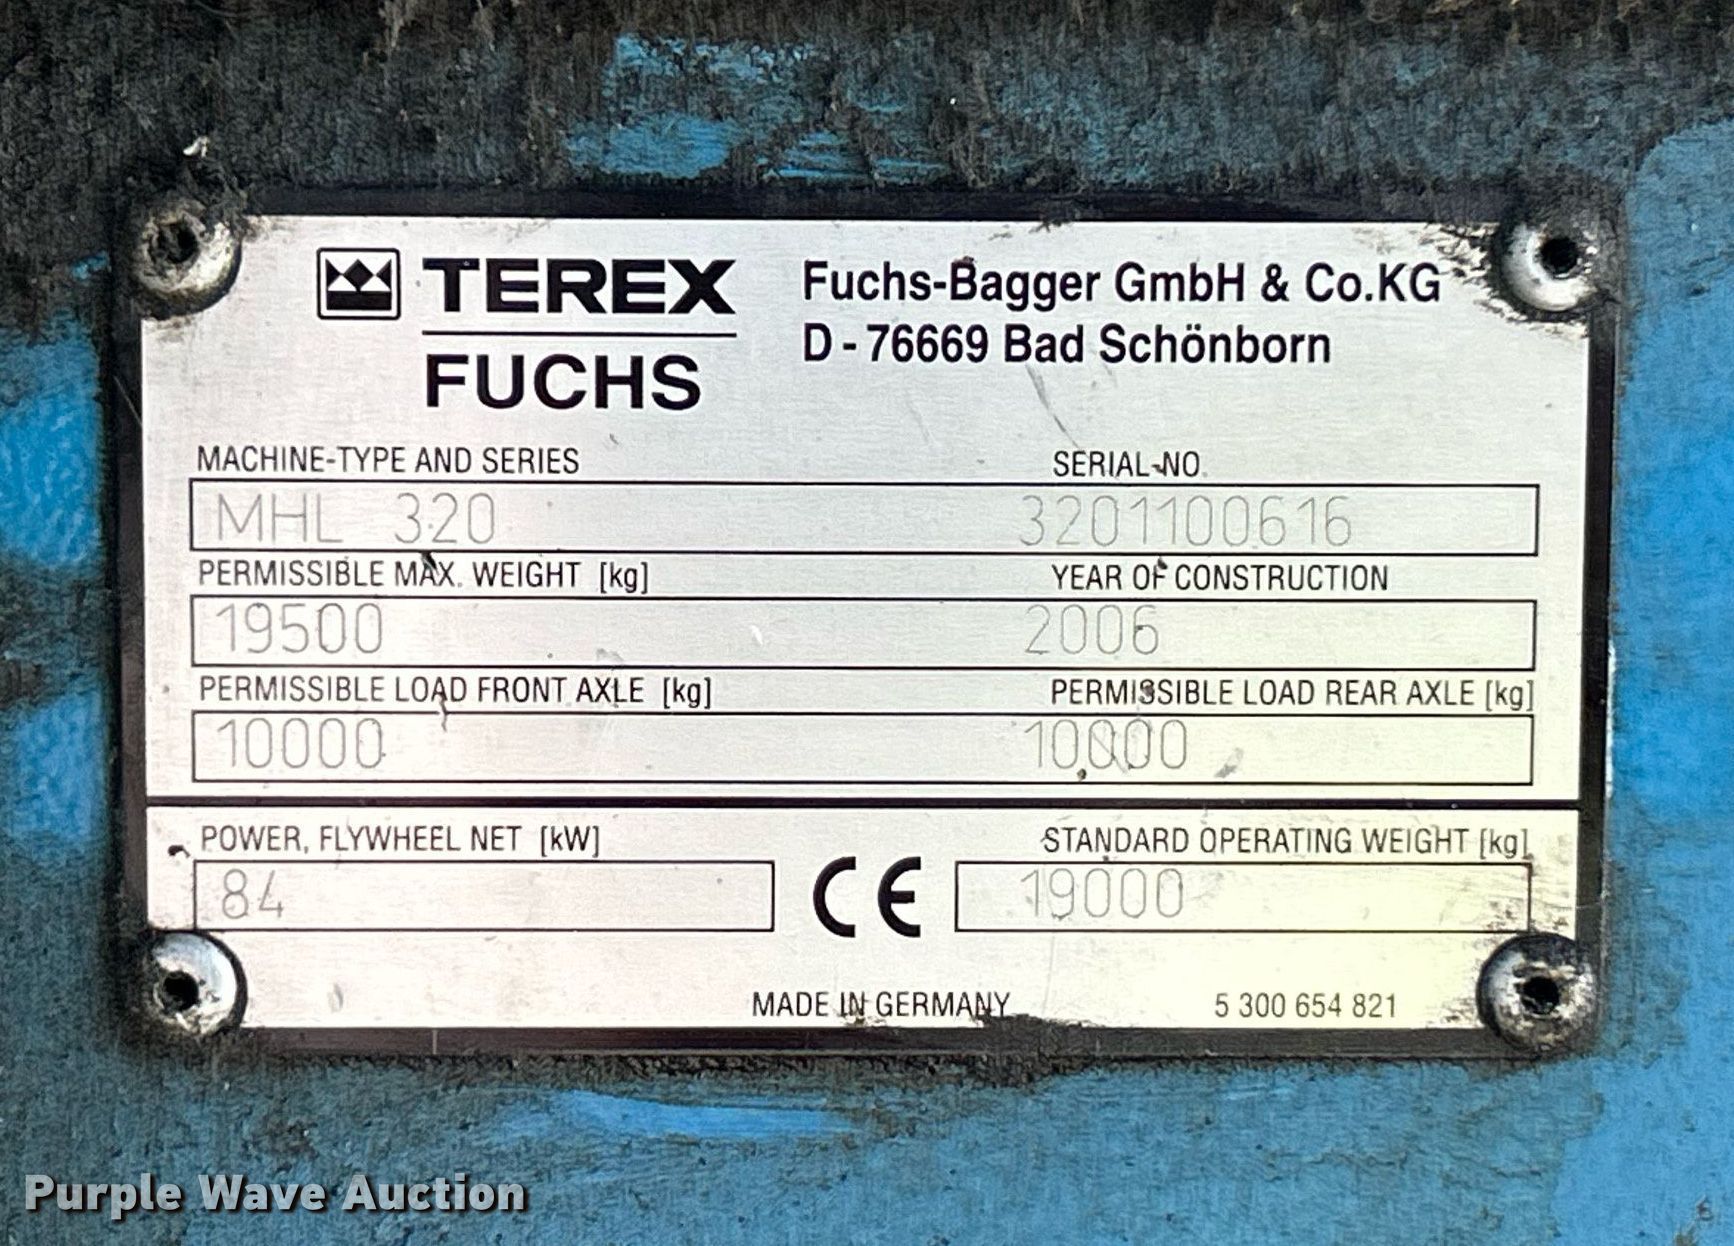 TEREX
FUCHS
Fuchs-Bagger GmbH & Co.KG
D - 76669 Bad Schönborn
MACHINE-TYPE AND SERIES SERIAL-NO.
MHL 320 3201100616
PERMISSIBLE MAX. WEIGHT [kg] YEAR OF CONSTRUCTION
19500 2006
PERMISSIBLE LOAD FRONT AXLE [kg] PERMISSIBLE LOAD REAR AXLE [kg]
10000 10000
POWER, FLYWHEEL NET [kW] STANDARD OPERATING WEIGHT [kg]
84 CE 19000
MADE IN GERMANY 5 300 654 821
Purple Wave Auction